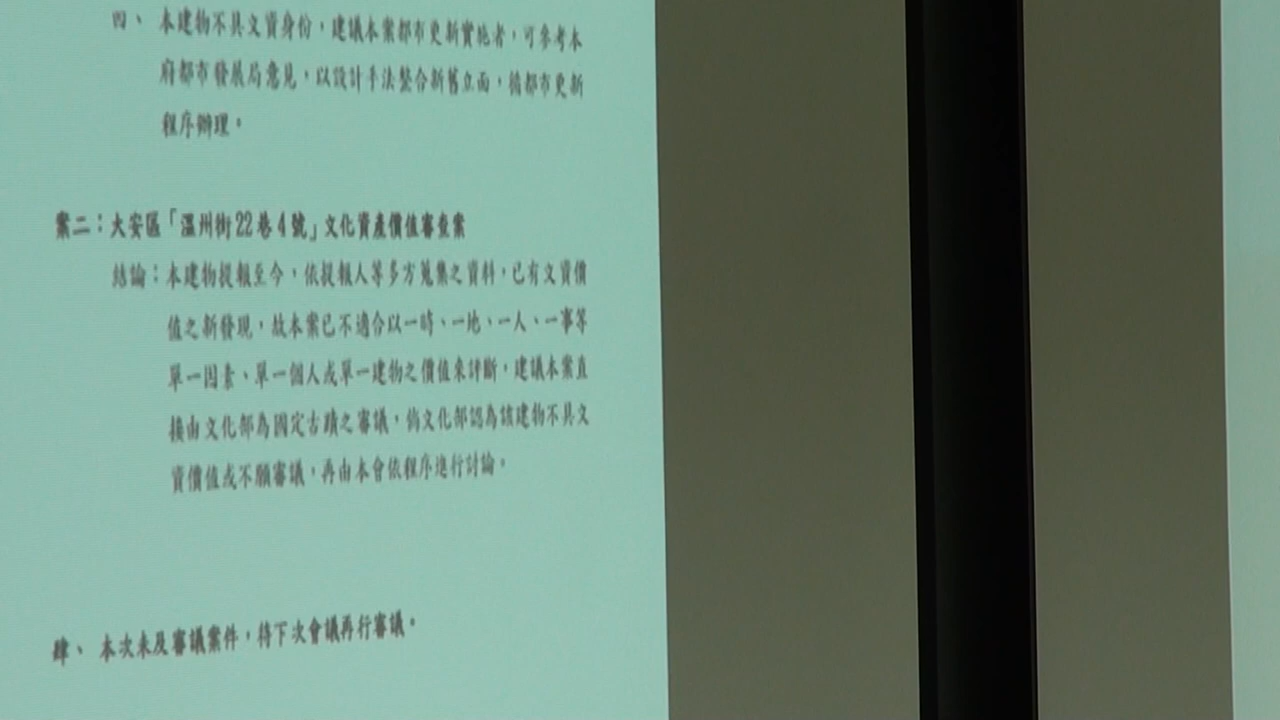 四、本建物不具文資身份，建議本案都市更新實施者，可參考本
府都市發展局意見，以設計手法整合新舊立面，循都市更新
程序辦理。
案二：大安區「溫州街22巷4號」文化資產價值審查案
結論：本建物提報至今，依提報人等多方蒐集之資料，已有文資價
值之新發現，故本案已不適合以一時、一地、一人、一事等
單一因素、單一個人或單一建物之價值來評斷，建議本案直
接由文化部為國定古蹟之審議，倘文化部認為該建物不具文
資價值或不願審議，再由本會依程序進行討論。
肆、本次未及審議案件，待下次會議再行審議。